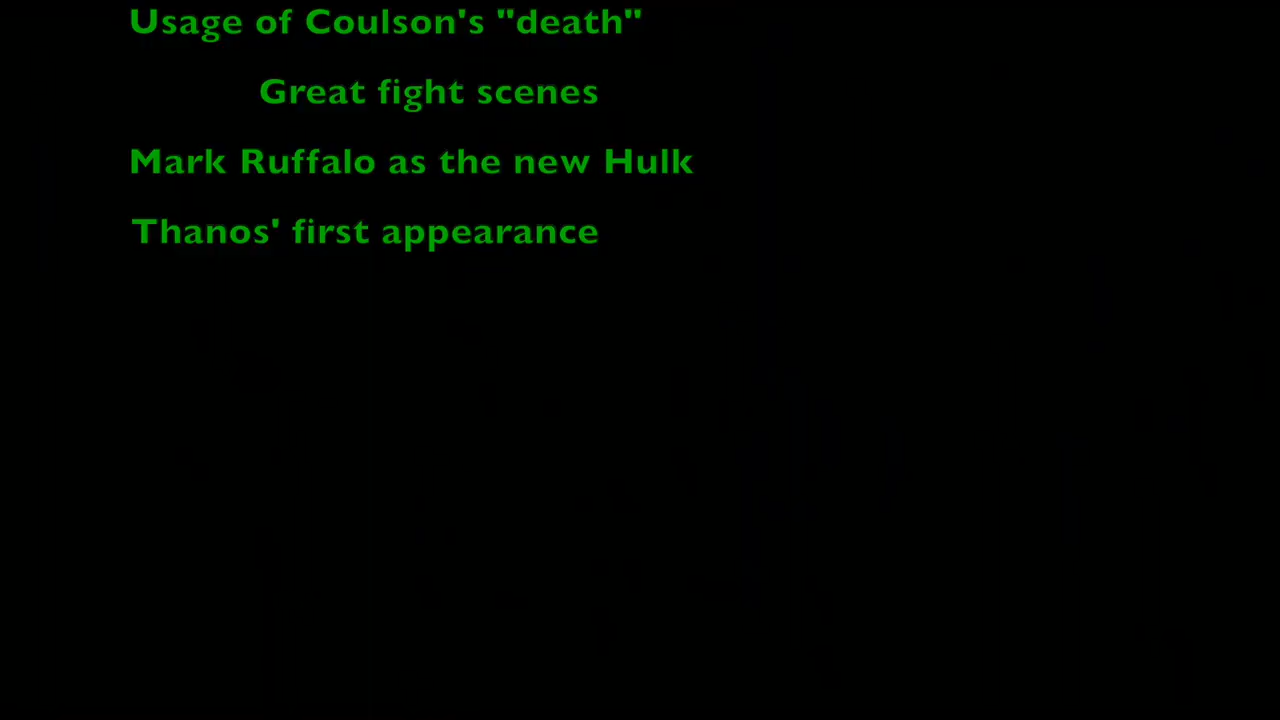 Usage of Coulson's "death"
Great fight scenes
Mark Ruffalo as the new Hulk
Thanos' first appearance